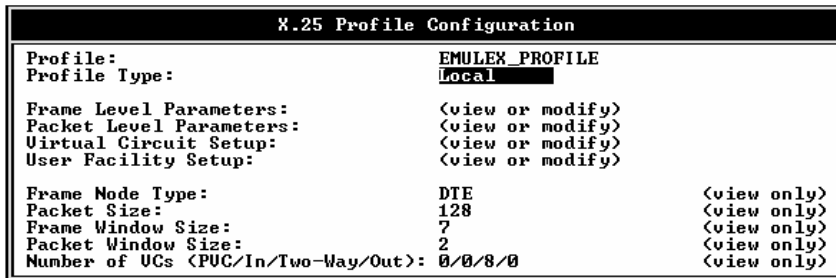 X.25 Profile Configuration
Profile: EMULEX_PROFILE
Profile Type: Local
Frame Level Parameters: (view or modify)
Packet Level Parameters: (view or modify)
Virtual Circuit Setup: (view or modify)
User Facility Setup: (view or modify)
Frame Node Type: DTE (view only)
Packet Size: 128 (view only)
Frame Window Size: 7 (view only)
Packet Window Size: 2 (view only)
Number of VCs (PVC/In/Two-Way/Out): 0/0/8/0 (view only)